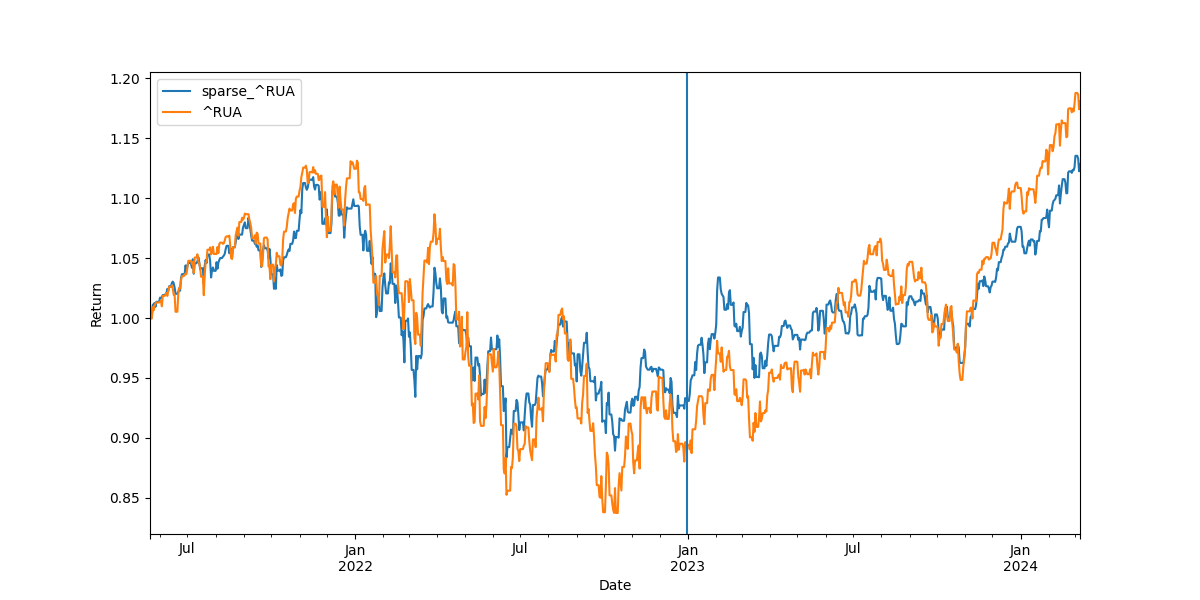 1.20
1.15
1.10
1.05
1.00
0.95
0.90
0.85
Return
sparse_^RUA
^RUA
Jul
Jan
2022
Jul
Jan
2023
Jul
Jan
2024
Date